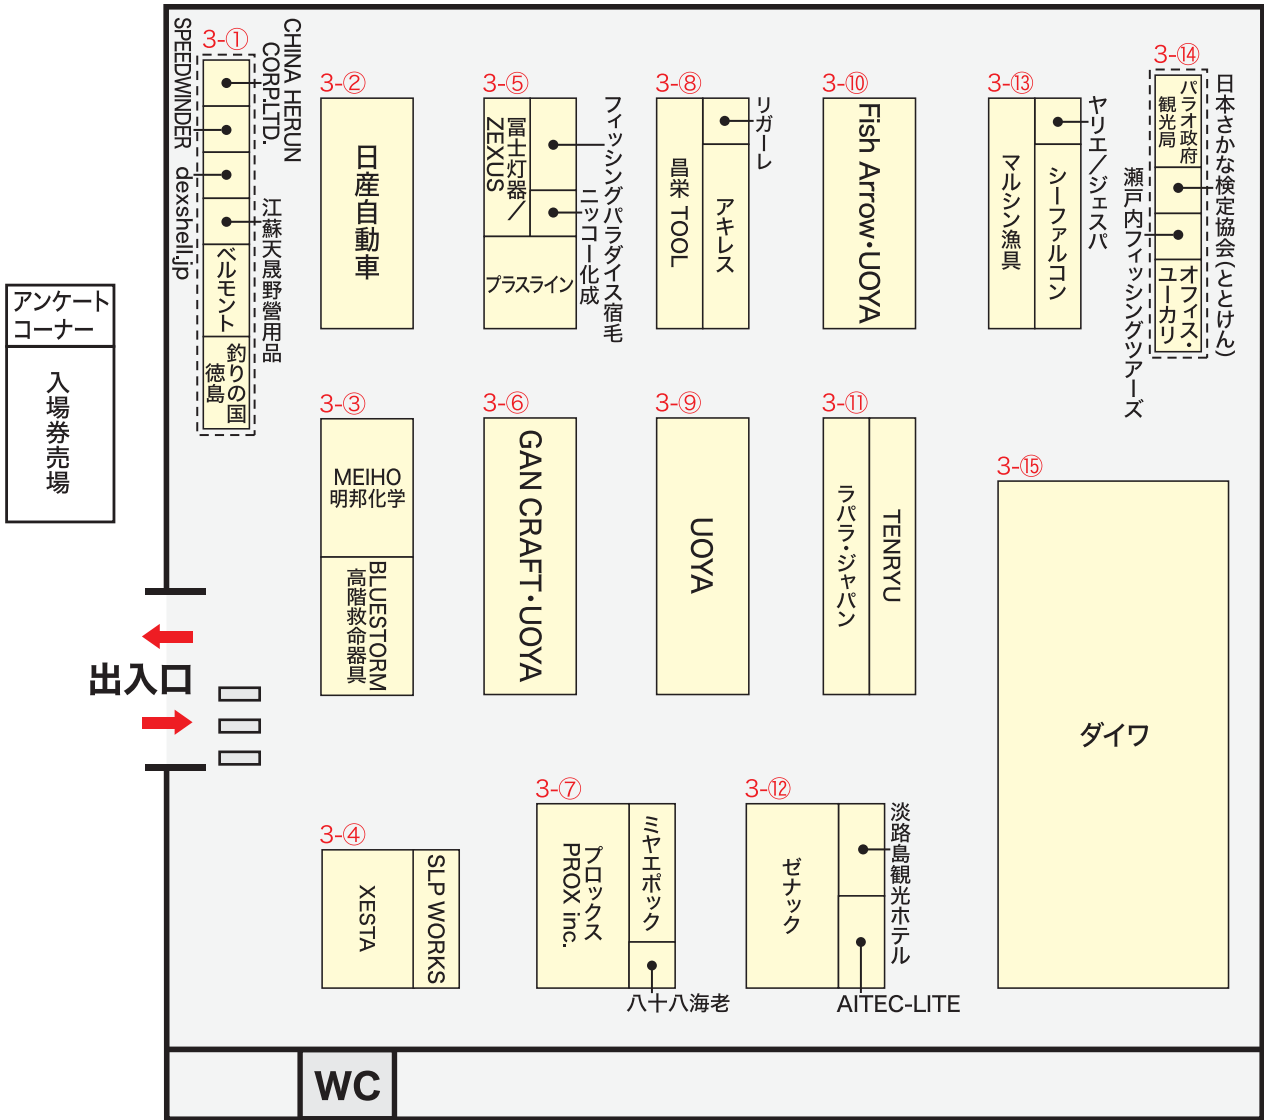 アンケート
コーナー
入場券売場
出入口
3-①
SPEEDWINDER
CHINA HERUN
CORP.LTD.
dexshell.jp
江蘇天晟野營用品
ベルモント
釣りの国
徳島
3-②
日産自動車
3-③
MEIHO
明邦化学
BLUESTORM
高階救命器具
3-④
XESTA
SLP WORKS
3-⑤
冨士灯器/
ZEXUS
フィッシングパラダイス宿毛
ニッコー化成
プラスライン
3-⑥
GAN CRAFT・UOYA
3-⑦
プロックス
PROX inc.
ミヤエポック
八十八海老
3-⑧
昌栄 TOOL
リガーレ
アキレス
3-⑨
UOYA
3-⑩
Fish Arrow・UOYA
3-⑪
ラパラ・ジャパン
TENRYU
3-⑫
ゼナック
淡路島観光ホテル
AITEC-LITE
3-⑬
マルシン漁具
ヤリエ/ジェスパ
シーファルコン
3-⑭
パラオ政府
観光局
日本さかな検定協会(ととけん)
瀬戸内フィッシングツアーズ
オフィス・
ユーカリ
3-⑮
ダイワ
WC